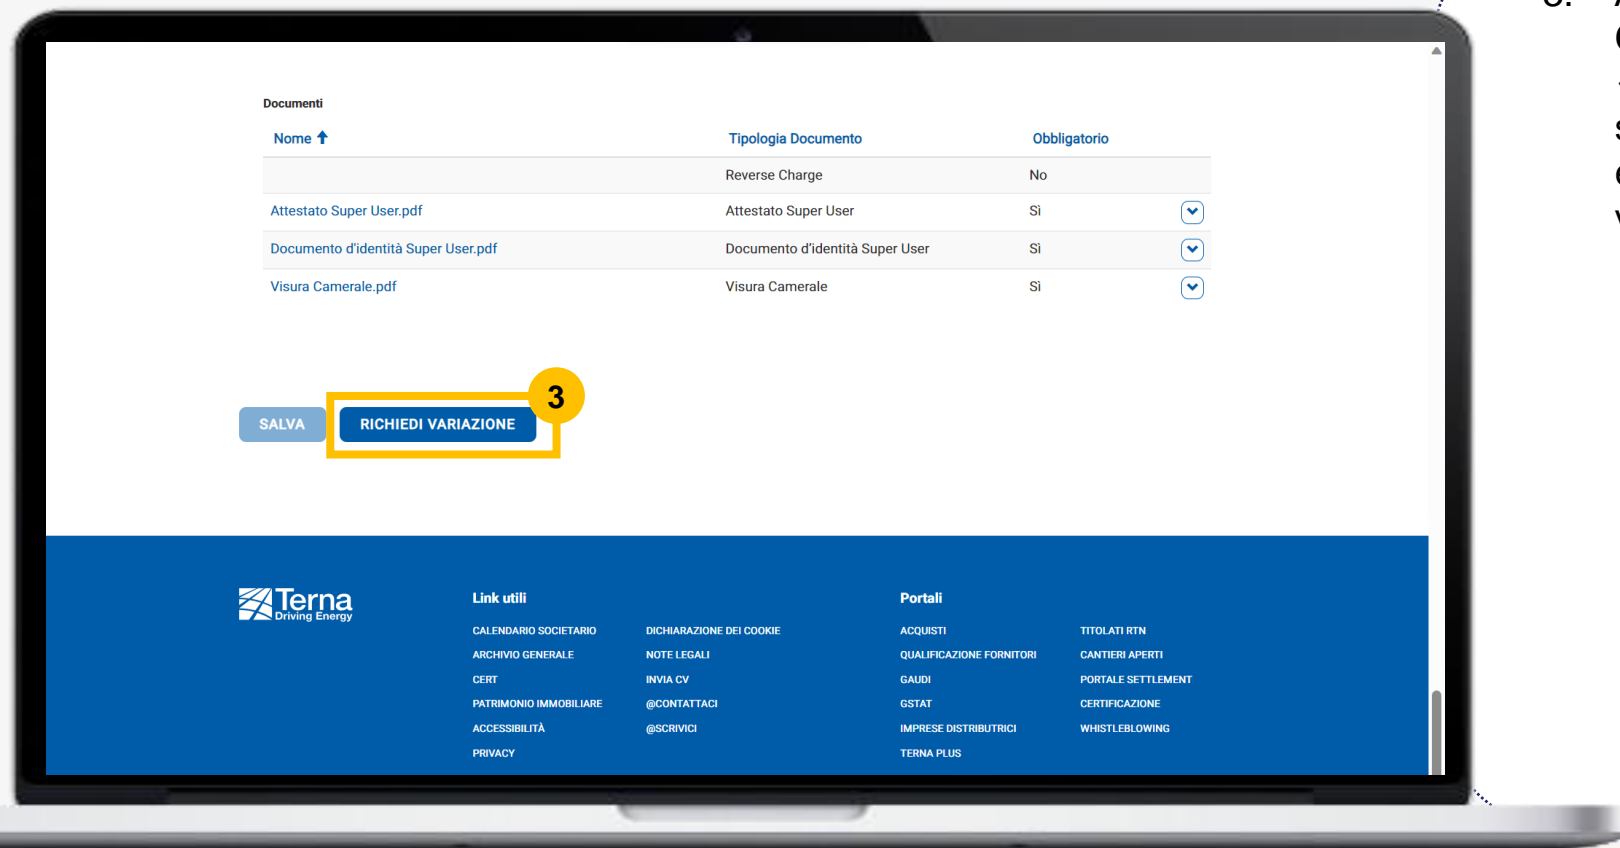 Documenti
Nome Tipologia Documento Obbligatorio
Reverse Charge No
Attestato Super User.pdf Attestato Super User Sì
Documento d'identità Super User.pdf Documento d'identità Super User Sì
Visura Camerale.pdf Visura Camerale Sì
3
SALVA RICHIEDI VARIAZIONE
Terna
Driving Energy
Link utili
CALENDARIO SOCIETARIO DICHIARAZIONE DEI COOKIE
ARCHIVIO GENERALE NOTE LEGALI
CERT INVIA CV
PATRIMONIO IMMOBILIARE @CONTATTACI
ACCESSIBILITÀ @SCRIVICI
PRIVACY
Portali
ACQUISTI TITOLATI RTN
QUALIFICAZIONE FORNITORI CANTIERI APERTI
GAUDI PORTALE SETTLEMENT
GSTAT CERTIFICAZIONE
IMPRESE DISTRIBUTRICI WHISTLEBLOWING
TERNA PLUS